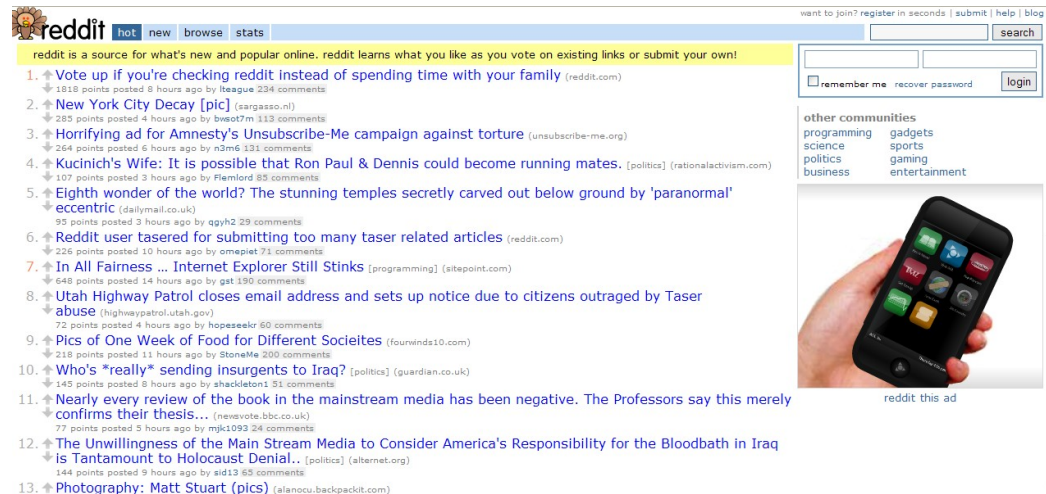 want to join? register in seconds | submit | help | blog
reddit hot new browse stats
search
reddit is a source for what's new and popular online. reddit learns what you like as you vote on existing links or submit your own!
remember me recover password login
1. Vote up if you're checking reddit instead of spending time with your family (reddit.com)
1818 points posted 8 hours ago by lteague 234 comments
2. New York City Decay [pic] (sargasso.nl)
285 points posted 4 hours ago by bwsot7m 113 comments
3. Horrifying ad for Amnesty's Unsubscribe-Me campaign against torture (unsubscribe-me.org)
264 points posted 6 hours ago by n3m6 131 comments
4. Kucinich's Wife: It is possible that Ron Paul & Dennis could become running mates. [politics] (rationalactivism.com)
107 points posted 3 hours ago by Flemlord 85 comments
5. Eighth wonder of the world? The stunning temples secretly carved out below ground by 'paranormal'
eccentric (dailymail.co.uk)
95 points posted 3 hours ago by qgyh2 29 comments
6. Reddit user tasered for submitting too many taser related articles (reddit.com)
226 points posted 10 hours ago by omepiet 71 comments
7. In All Fairness ... Internet Explorer Still Stinks [programming] (sitepoint.com)
648 points posted 14 hours ago by gst 190 comments
8. Utah Highway Patrol closes email address and sets up notice due to citizens outraged by Taser
abuse (highwaypatrol.utah.gov)
72 points posted 4 hours ago by hopeseekr 60 comments
9. Pics of One Week of Food for Different Socieites (fourwinds10.com)
218 points posted 11 hours ago by StoneMe 200 comments
10. Who's *really* sending insurgents to Iraq? [politics] (guardian.co.uk)
145 points posted 8 hours ago by shackleton1 51 comments
11. Nearly every review of the book in the mainstream media has been negative. The Professors say this merely
confirms their thesis... (newsvote.bbc.co.uk)
77 points posted 5 hours ago by mjk1093 24 comments
12. The Unwillingness of the Main Stream Media to Consider America's Responsibility for the Bloodbath in Iraq
is Tantamount to Holocaust Denial.. [politics] (alternet.org)
144 points posted 9 hours ago by sid13 65 comments
13. Photography: Matt Stuart (pics) (alanocu.backpackit.com)
other communities
programming gadgets
science sports
politics gaming
business entertainment
reddit this ad